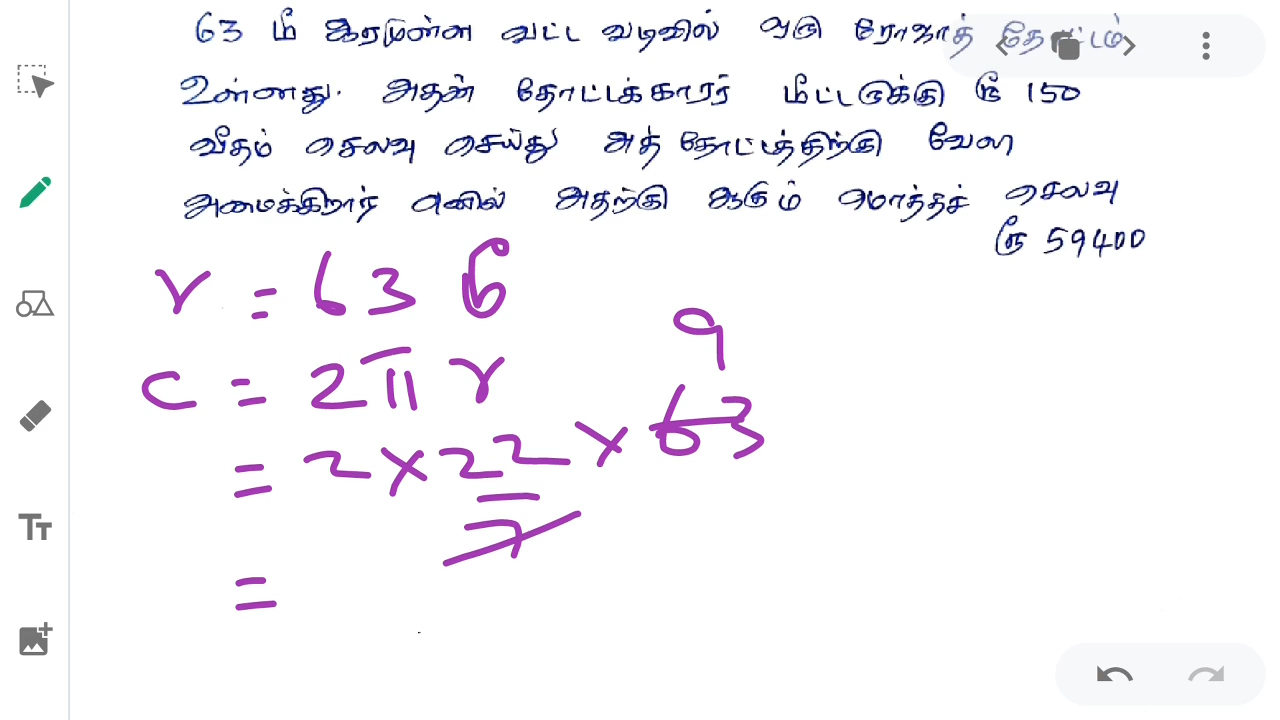 63 மீ ஆரமுள்ள வட்ட வடிவில் ஒரு ரோஜாத் தோட்டம்
உள்ளது. அதன் தோட்டக்காரர் மீட்டருக்கு ரூ 150
வீதம் செலவு செய்து அத் தோட்டத்திற்கு வேலி
அமைக்கிறார் எனில் அதற்கு ஆகும் மொத்தச் செலவு
ரூ 59400
r = 63 மீ
C = 2πr
9
= 2 × 22/7 × 63
=